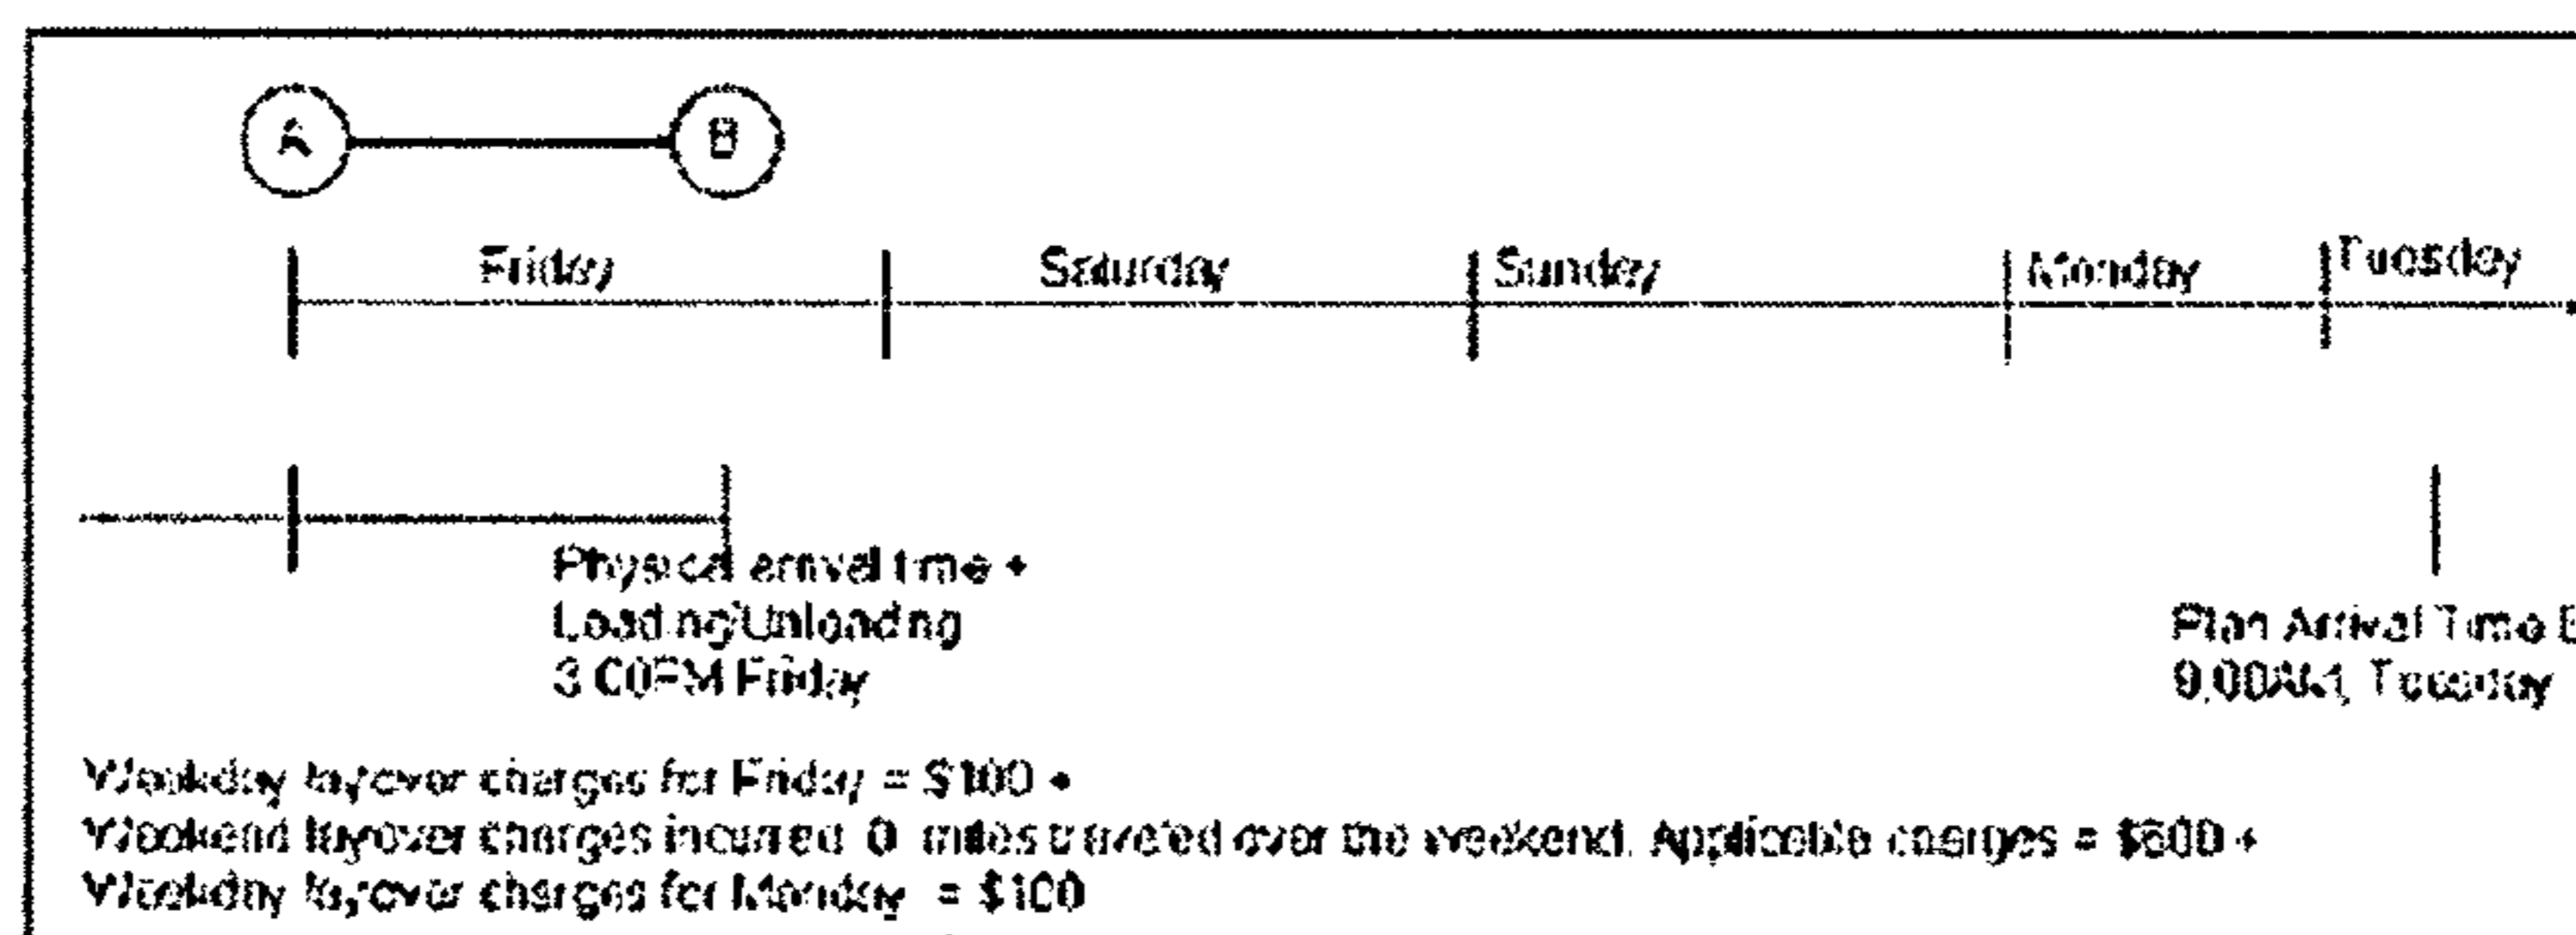 A B
Friday Saturday Sunday Monday Tuesday
Physical arrival time +
Loading/Unloading
3:00PM Friday
Plan Arrival Time
9:00AM, Tuesday
Weekday layover charges for Friday = $100 +
Weekend layover charges incurred 0 miles traveled over the weekend. Applicable charges = +
Weekday layover charges for Monday = $100